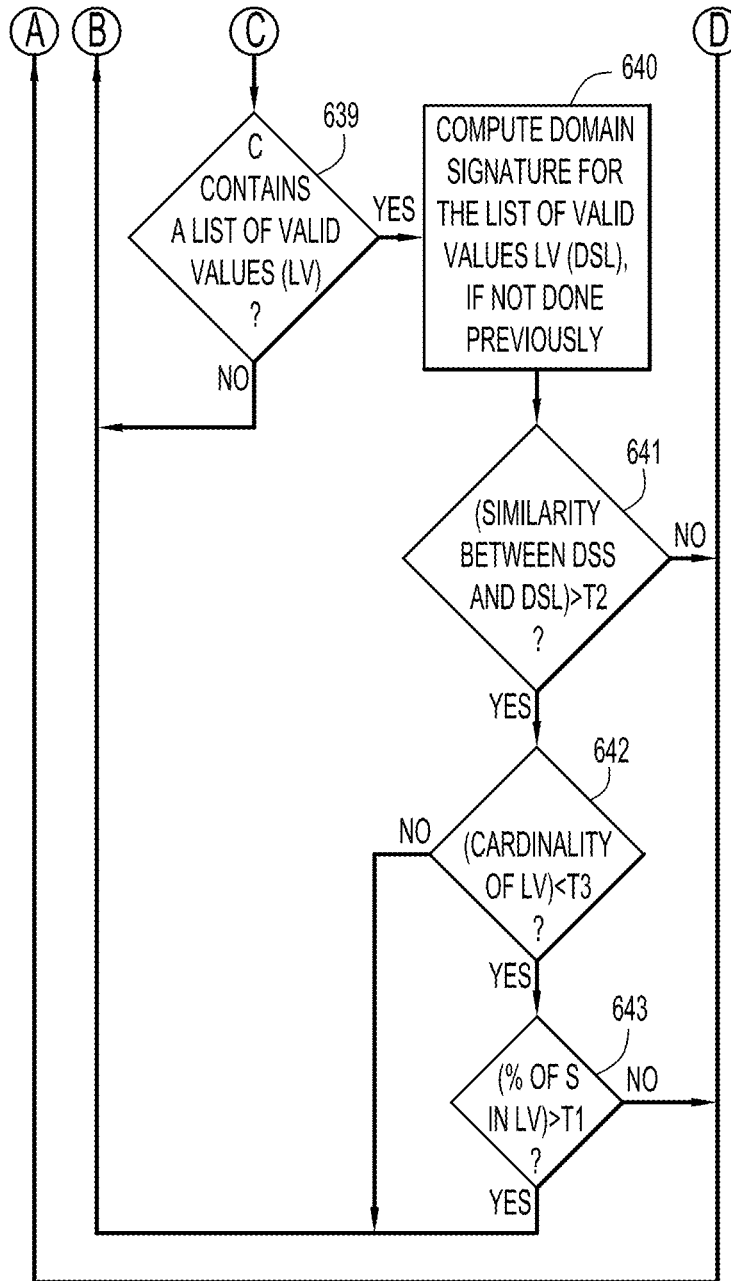 A
B
C
D
639
C
CONTAINS
A LIST OF VALID
VALUES (LV)
?
YES
NO
640
COMPUTE DOMAIN
SIGNATURE FOR
THE LIST OF VALID
VALUES LV (DSL),
IF NOT DONE
PREVIOUSLY
641
(SIMILARITY
BETWEEN DSS
AND DSL)>T2
?
NO
YES
642
(CARDINALITY
OF LV)<T3
?
NO
YES
643
(% OF S
IN LV)>T1
?
NO
YES